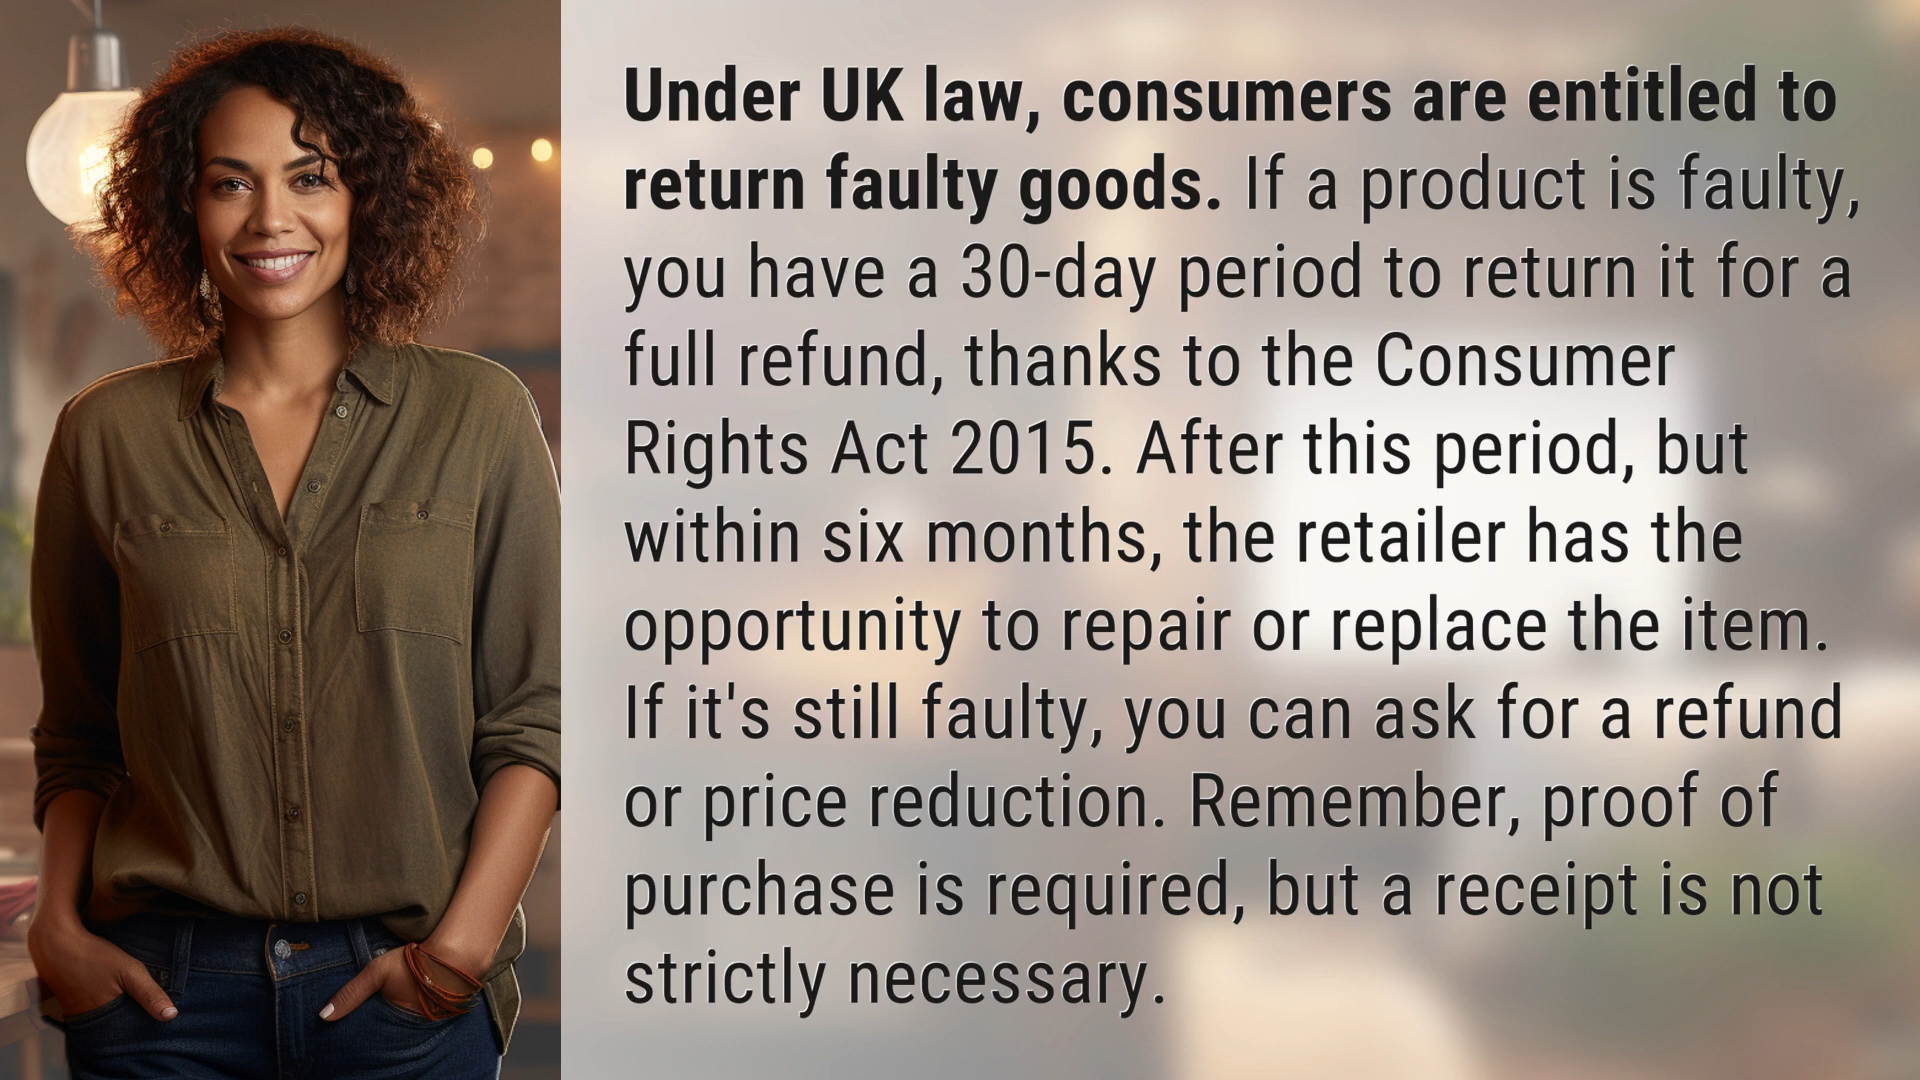 Under UK law, consumers are entitled to
return faulty goods. If a product is faulty,
you have a 30-day period to return it for a
full refund, thanks to the Consumer
Rights Act 2015. After this period, but
within six months, the retailer has the
opportunity to repair or replace the item.
If it's still faulty, you can ask for a refund
or price reduction. Remember, proof of
purchase is required, but a receipt is not
strictly necessary.